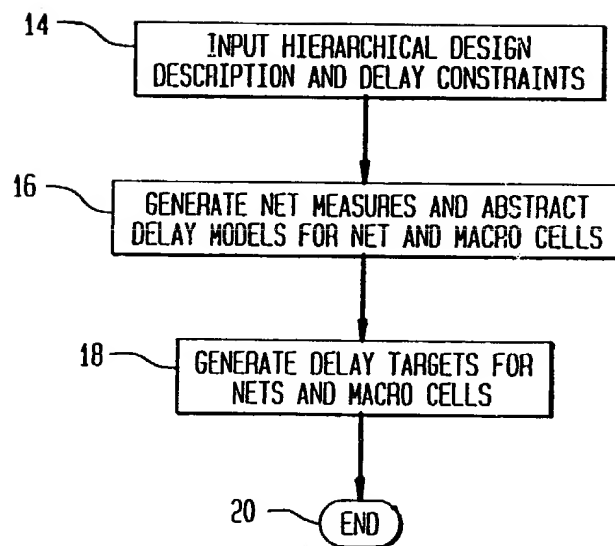 14
INPUT HIERARCHICAL DESIGN
DESCRIPTION AND DELAY CONSTRAINTS
16
GENERATE NET MEASURES AND ABSTRACT
DELAY MODELS FOR NET AND MACRO CELLS
18
GENERATE DELAY TARGETS FOR
NETS AND MACRO CELLS
20
END